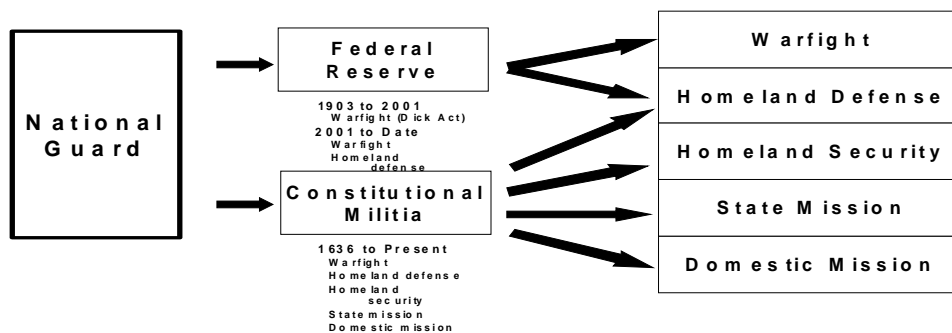 National
Guard
Federal
Reserve
1903 to 2001
Warfight (Dick Act)
2001 to Date
Warfight
Homeland
defense
Constitutional
Militia
1636 to Present
Warfight
Homeland defense
Homeland
security
State mission
Domestic mission
Warfight
Homeland Defense
Homeland Security
State Mission
Domestic Mission